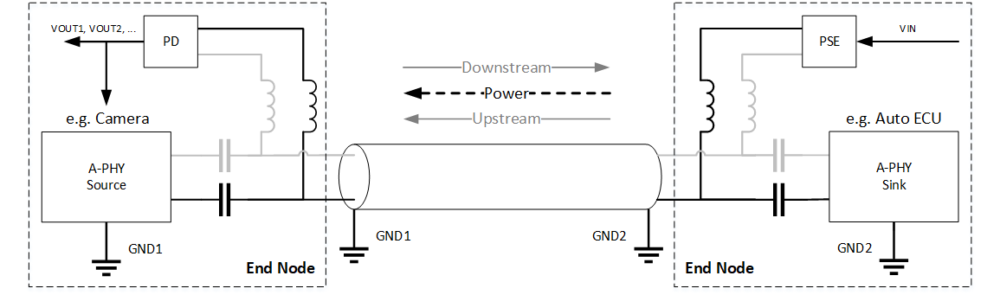 VOUT1, VOUT2, ...
PD
e.g. Camera
A-PHY
Source
GND1
End Node
Downstream
Power
Upstream
GND1
GND2
PSE
VIN
e.g. Auto ECU
A-PHY
Sink
GND2
End Node